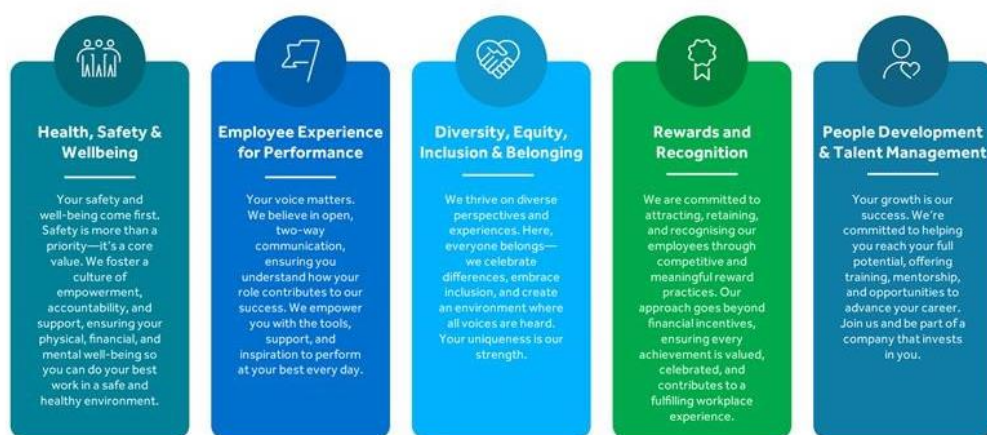 Health, Safety &
Wellbeing
Your safety and
well-being come first.
Safety is more than a
priority—it's a core
value. We foster a
culture of
empowerment,
accountability, and
support, ensuring your
physical, financial, and
mental well-being so
you can do your best
work in a safe and
healthy environment.
Employee Experience
for Performance
Your voice matters.
We believe in open,
two-way
communication,
ensuring you
understand how your
role contributes to our
success. We empower
you with the tools,
support, and
inspiration to perform
at your best every day.
Diversity, Equity,
Inclusion & Belonging
We thrive on diverse
perspectives and
experiences. Here,
everyone belongs—
we celebrate
differences, embrace
inclusion, and create
an environment where
all voices are heard.
Your uniqueness is our
strength.
Rewards and
Recognition
We are committed to
attracting, retaining,
and recognising our
employees through
competitive and
meaningful reward
practices. Our
approach goes beyond
financial incentives,
ensuring every
achievement is valued,
celebrated, and
contributes to a
fulfilling workplace
experience.
People Development
& Talent Management
Your growth is our
success. We're
committed to helping
you reach your full
potential, offering
training, mentorship,
and opportunities to
advance your career.
Join us and be part of a
company that invests
in you.